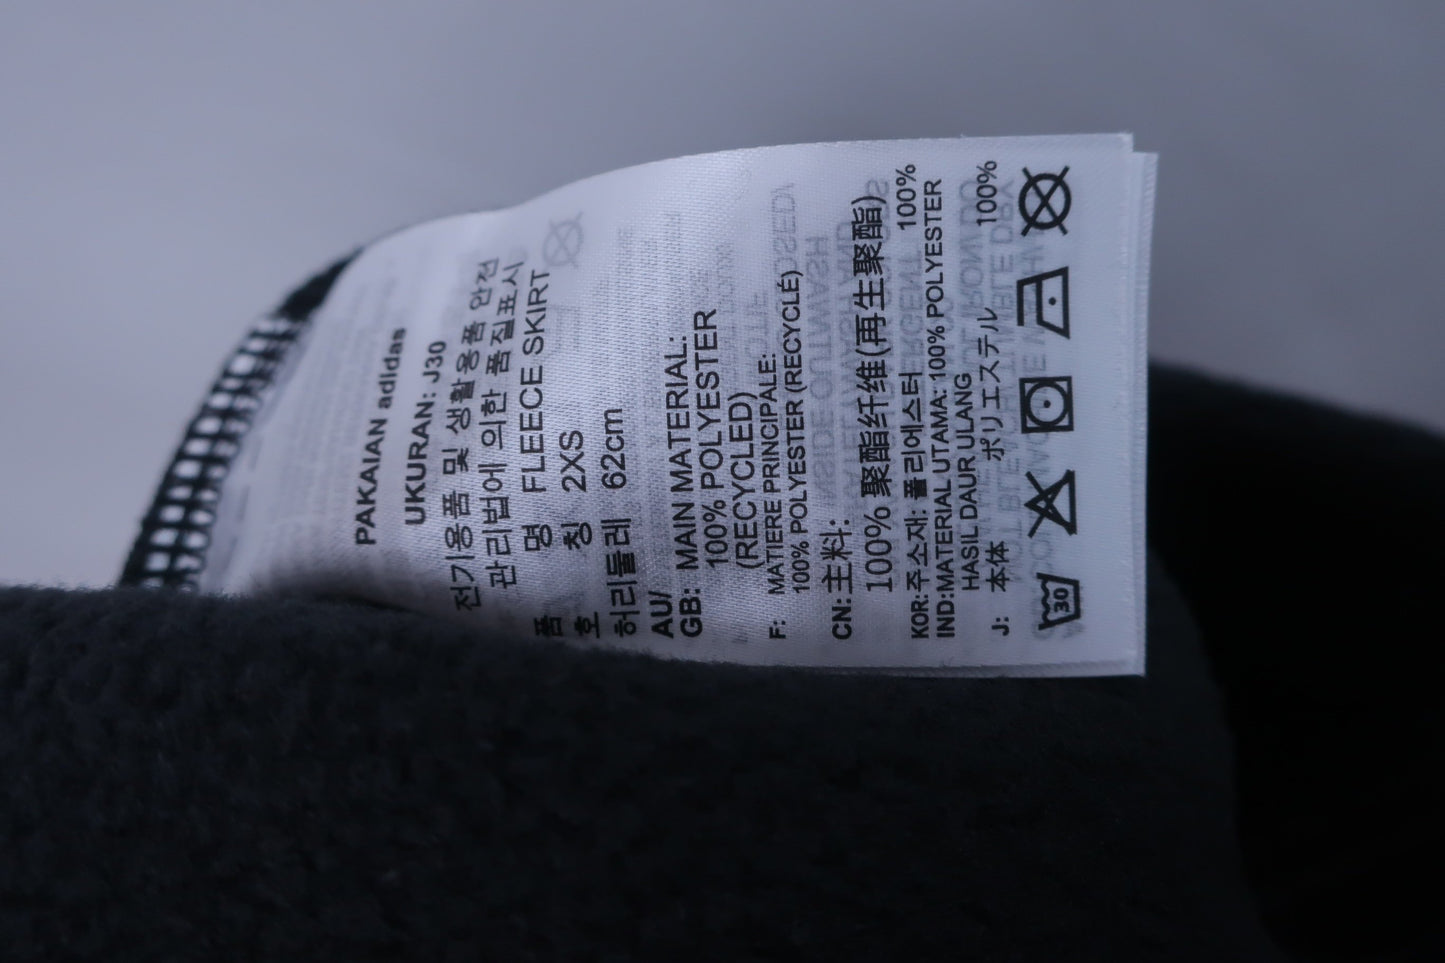 PAKAIAN adidas
UKURAN: J30
전기용품 및 생활용품 안전
관리법에 의한 품질표시
품 명 FLEECE SKIRT
호 칭 2XS
허리둘레 62cm
AU/
GB: MAIN MATERIAL:
100% POLYESTER
(RECYCLED)
F: MATIERE PRINCIPALE:
100% POLYESTER (RECYCLÉ)
CN: 主料:
100% 聚酯纤维(再生聚酯)
KOR: 주소재: 폴리에스터 100%
IND: MATERIAL UTAMA: 100% POLYESTER
HASIL DAUR ULANG
J: 本体 ポリエステル 100%
30